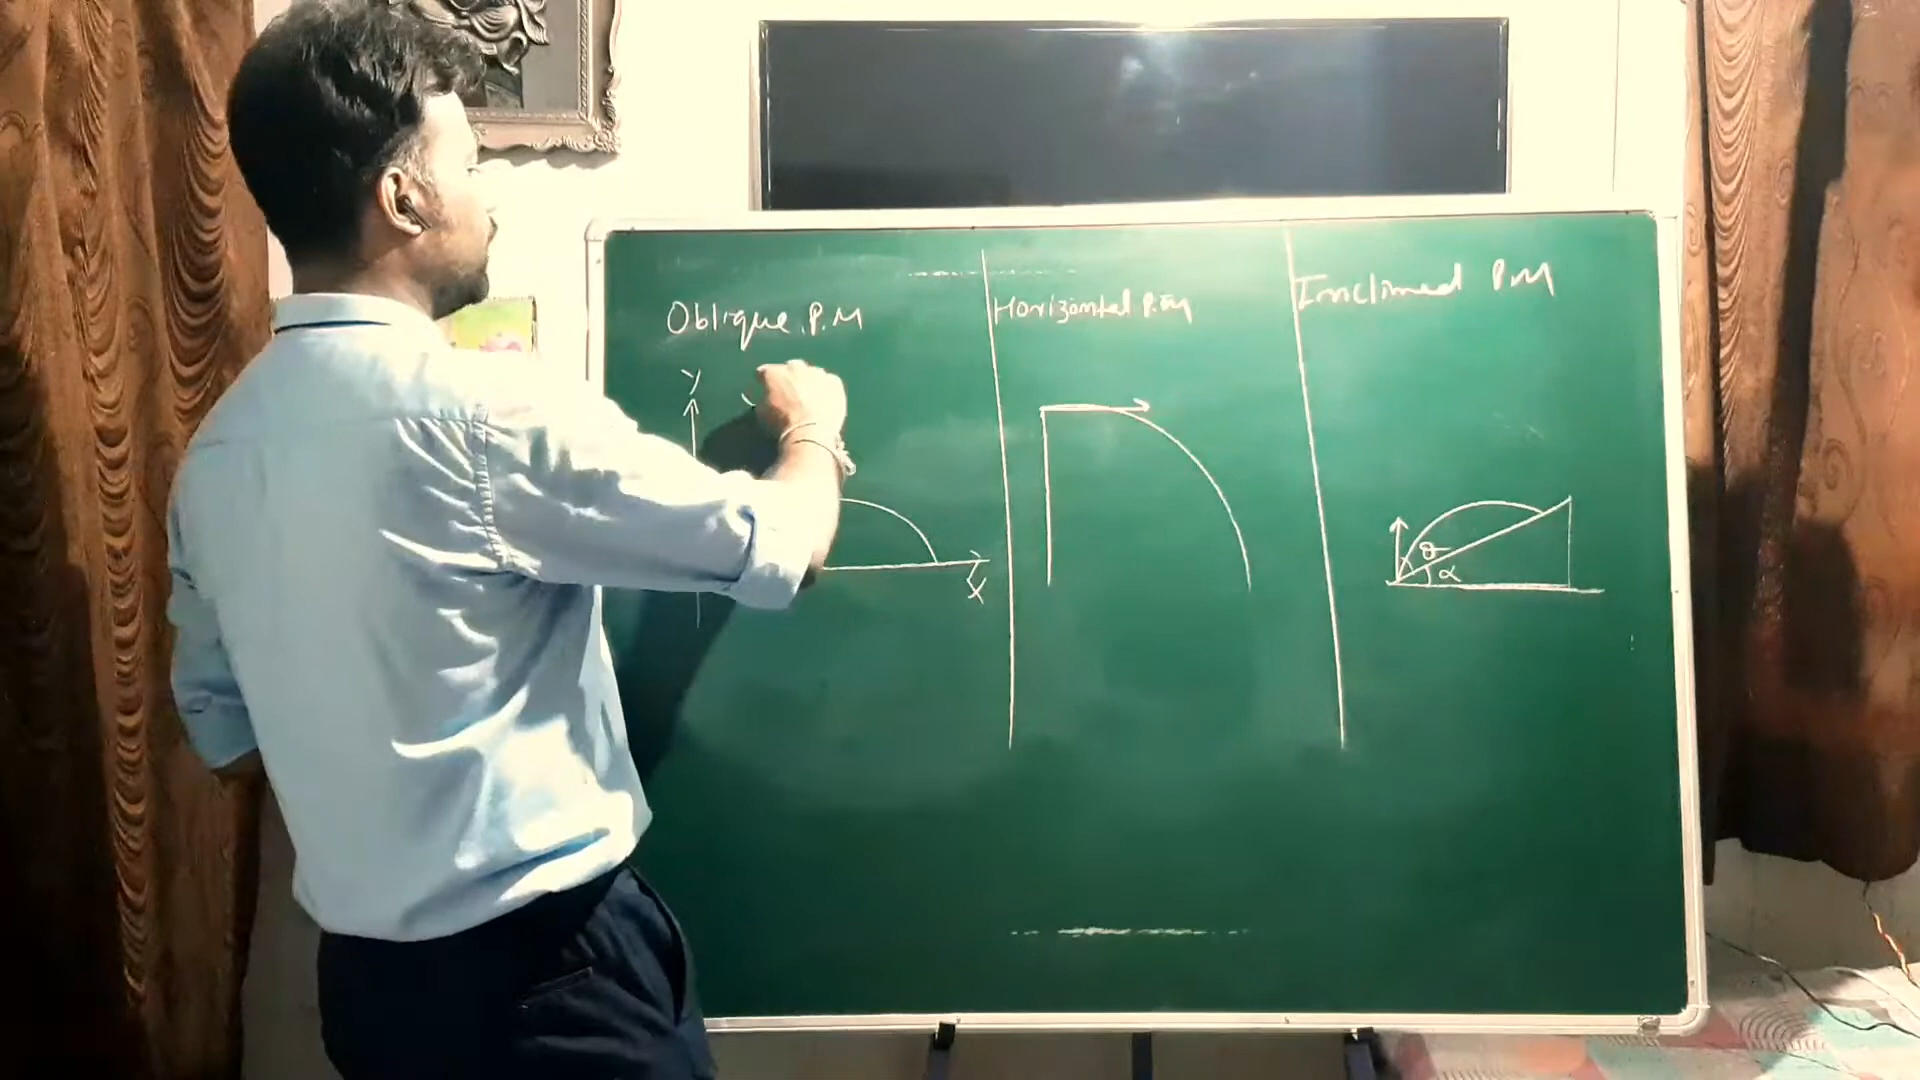 Oblique. P.M
Horizontal P.M
Inclined P.M
Y
X
θ
α